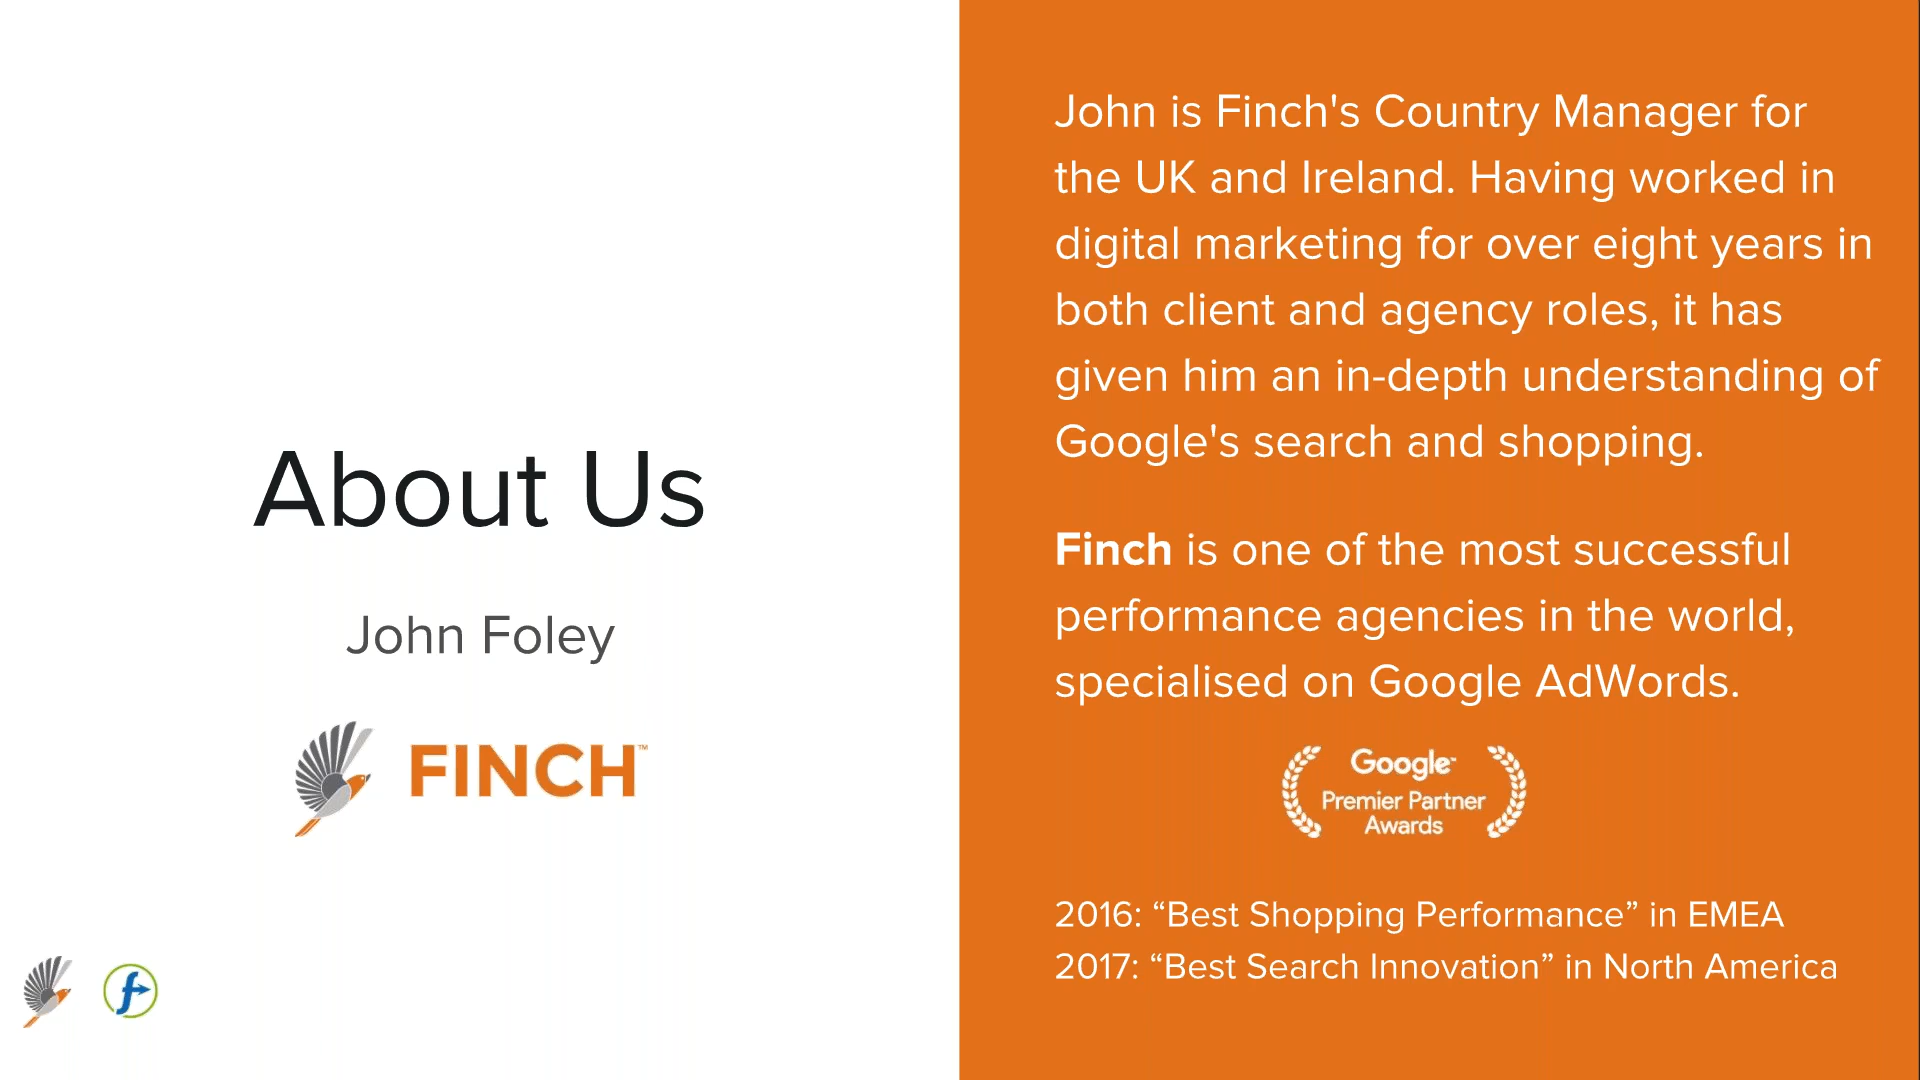 About Us
John Foley
FINCH™
f
John is Finch's Country Manager for
the UK and Ireland. Having worked in
digital marketing for over eight years in
both client and agency roles, it has
given him an in-depth understanding of
Google's search and shopping.
Finch is one of the most successful
performance agencies in the world,
specialised on Google AdWords.
Google™
Premier Partner
Awards
2016: “Best Shopping Performance” in EMEA
2017: “Best Search Innovation” in North America